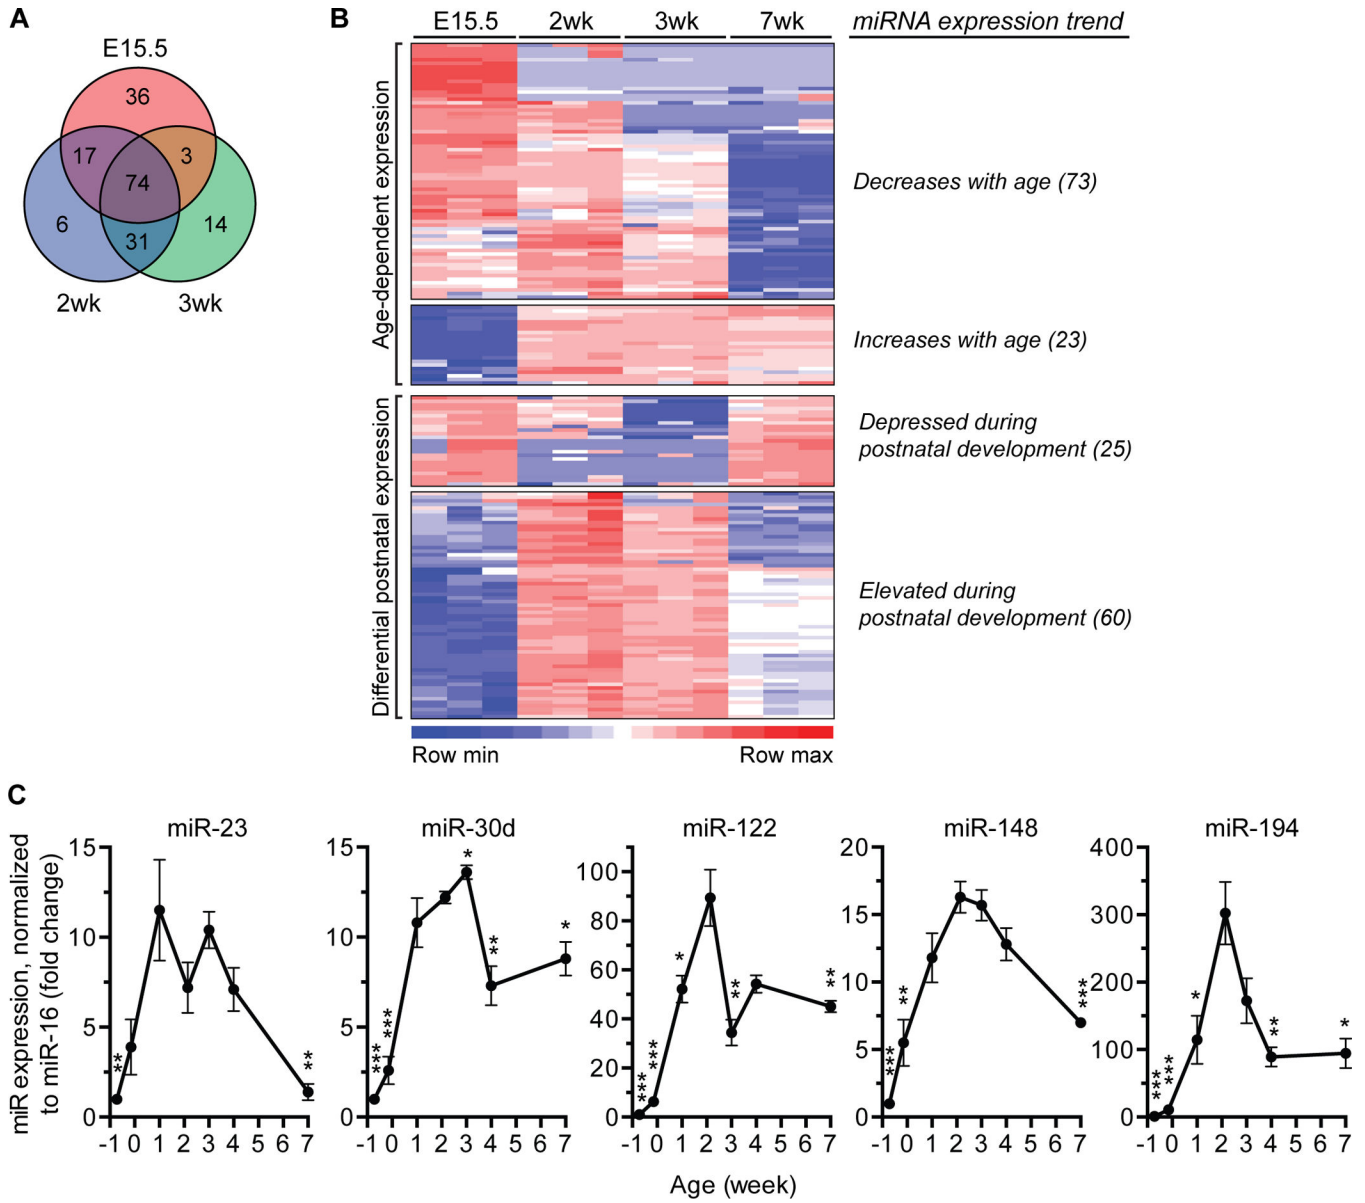 A
E15.5
36
17
3
74
6
14
31
2wk
3wk
B
E15.5
2wk
3wk
7wk
miRNA expression trend
Age-dependent expression
Decreases with age (73)
Increases with age (23)
Differential postnatal expression
Depressed during
postnatal development (25)
Elevated during
postnatal development (60)
Row min
Row max
C
miR expression, normalized
to miR-16 (fold change)
miR-23
15
10
5
0
**
**
-1 0 1 2 3 4 5 6 7
miR-30d
15
10
5
0
***
***
*
**
*
-1 0 1 2 3 4 5 6 7
miR-122
100
80
60
40
20
0
***
***
*
**
**
-1 0 1 2 3 4 5 6 7
miR-148
20
15
10
5
0
***
**
***
-1 0 1 2 3 4 5 6 7
miR-194
400
300
200
100
0
***
***
*
**
*
-1 0 1 2 3 4 5 6 7
Age (week)